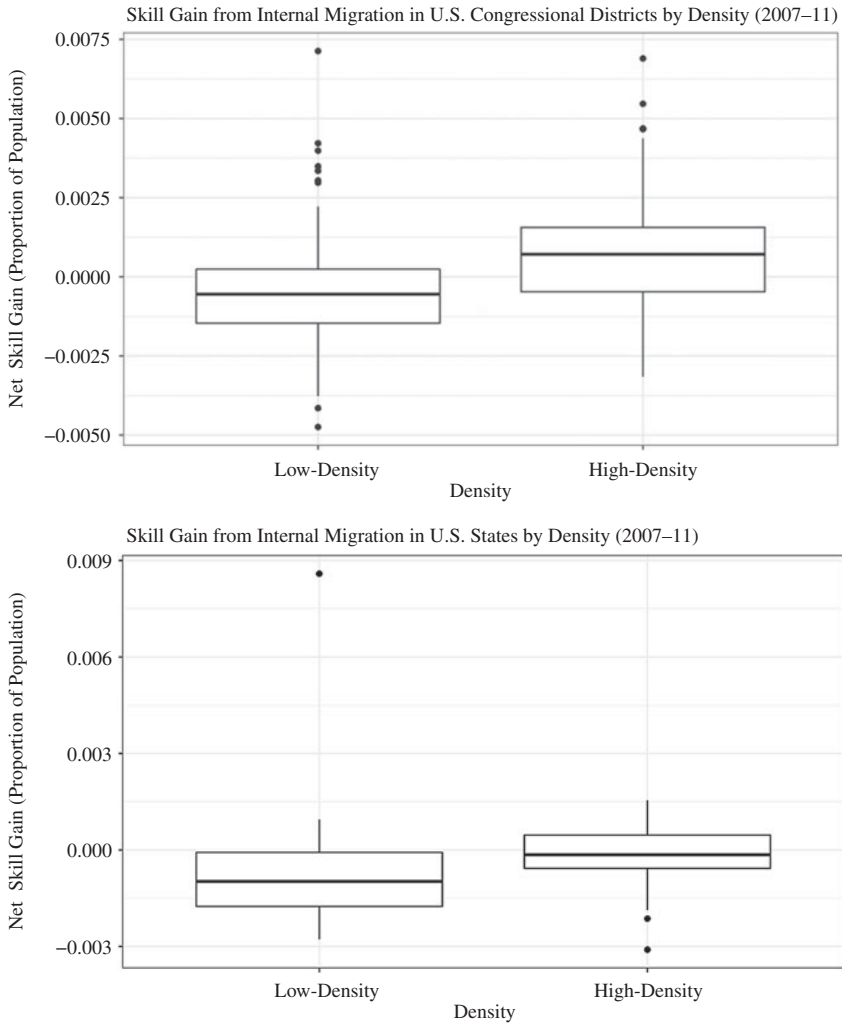 Skill Gain from Internal Migration in U.S. Congressional Districts by Density (2007–11)
Net Skill Gain (Proportion of Population)
0.0075
0.0050
0.0025
0.0000
−0.0025
−0.0050
Low-Density
High-Density
Density
Skill Gain from Internal Migration in U.S. States by Density (2007–11)
Net Skill Gain (Proportion of Population)
0.009
0.006
0.003
0.000
−0.003
Low-Density
High-Density
Density